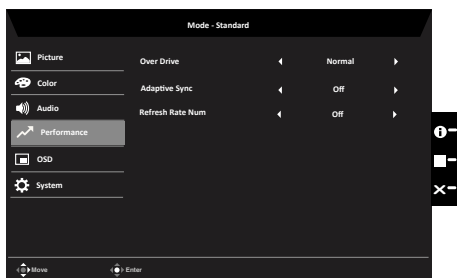 Mode - Standard
Picture
Over Drive Normal
Color
Adaptive Sync Off
Audio
Refresh Rate Num Off
Performance
OSD
System
Move Enter